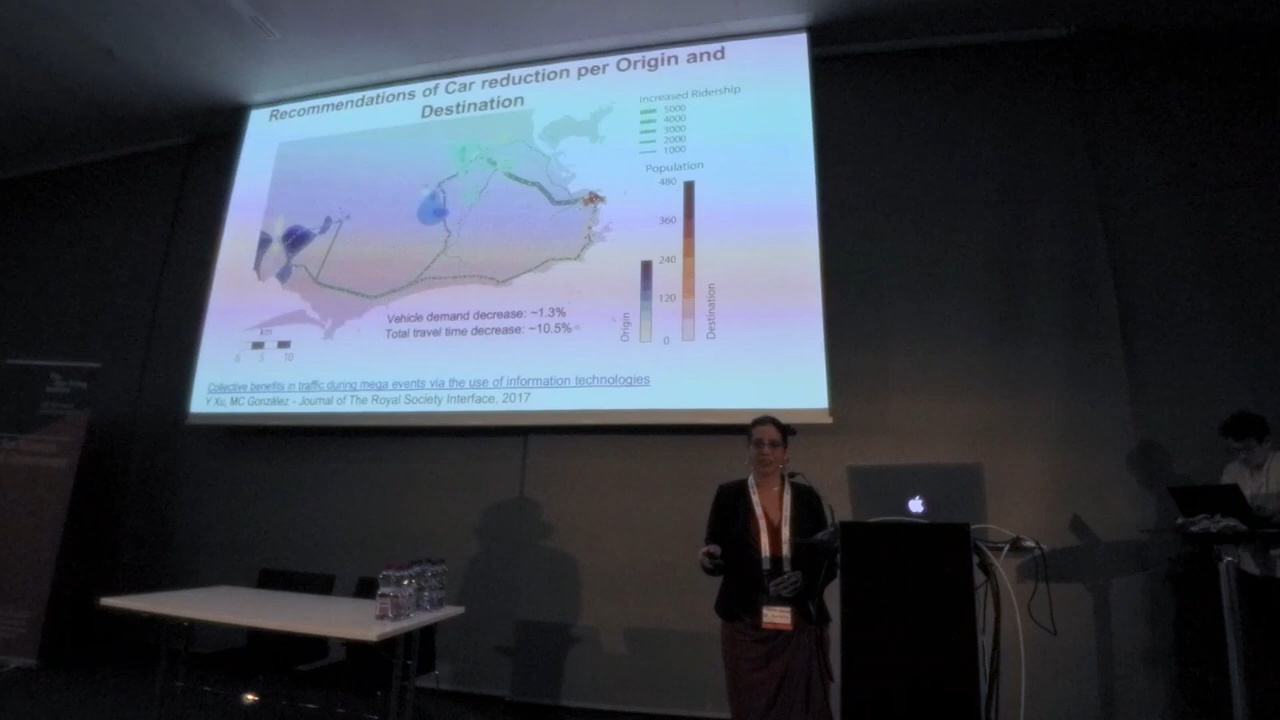 Recommendations of Car reduction per Origin and
Destination
Increased Ridership
5000
4000
3000
2000
1000
Population
480
360
240
120
0
Origin
Destination
Vehicle demand decrease: ~1.3%
Total travel time decrease: ~10.5%
km
0 5 10
Collective benefits in traffic during mega events via the use of information technologies
Y Xu, MC González - Journal of The Royal Society Interface, 2017